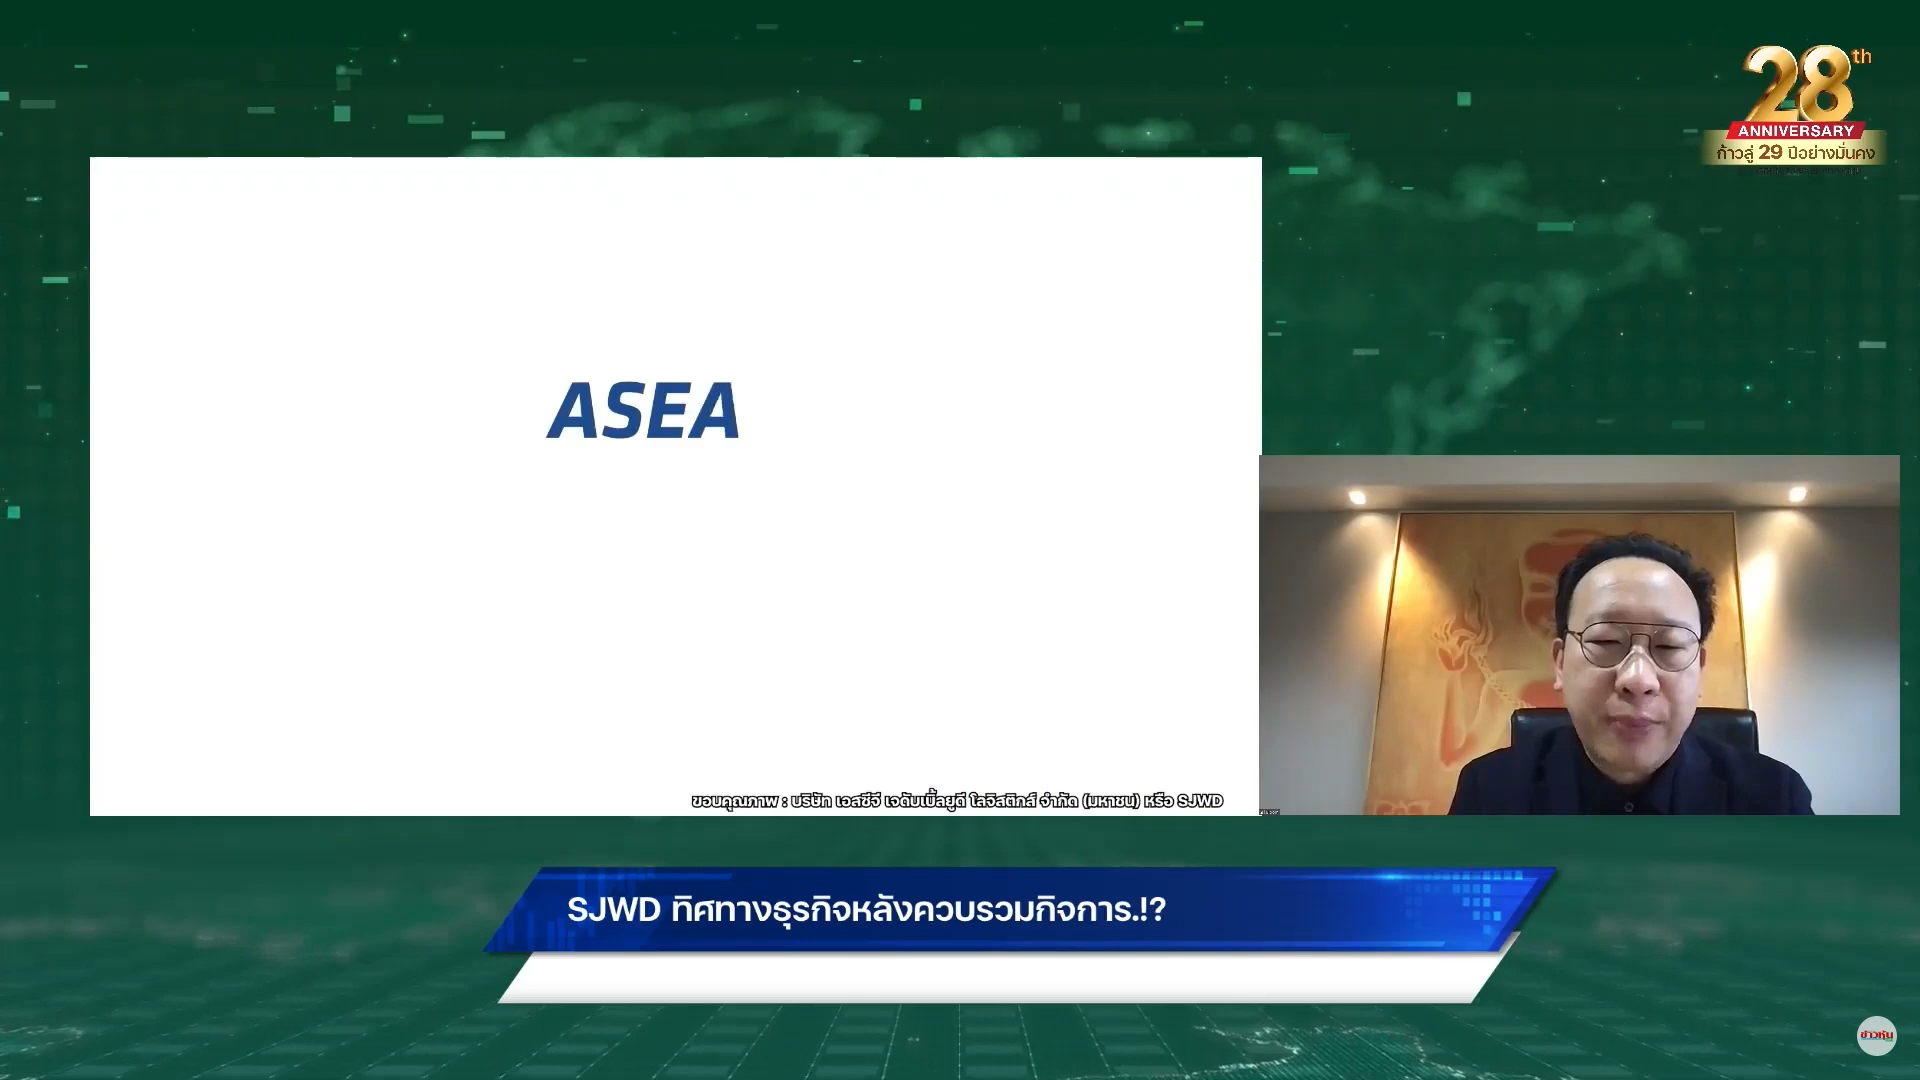 28th
ANNIVERSARY
ก้าวสู่ 29 ปีอย่างมั่นคง
ASEA
ขอบคุณภาพ : บริษัท เอสซีจี เจดับเบิ้ลยูดี โลจิสติกส์ จำกัด (มหาชน) หรือ SJWD
SJWD ทิศทางธุรกิจหลังควบรวมกิจการ.!?
ข่าวหุ้น